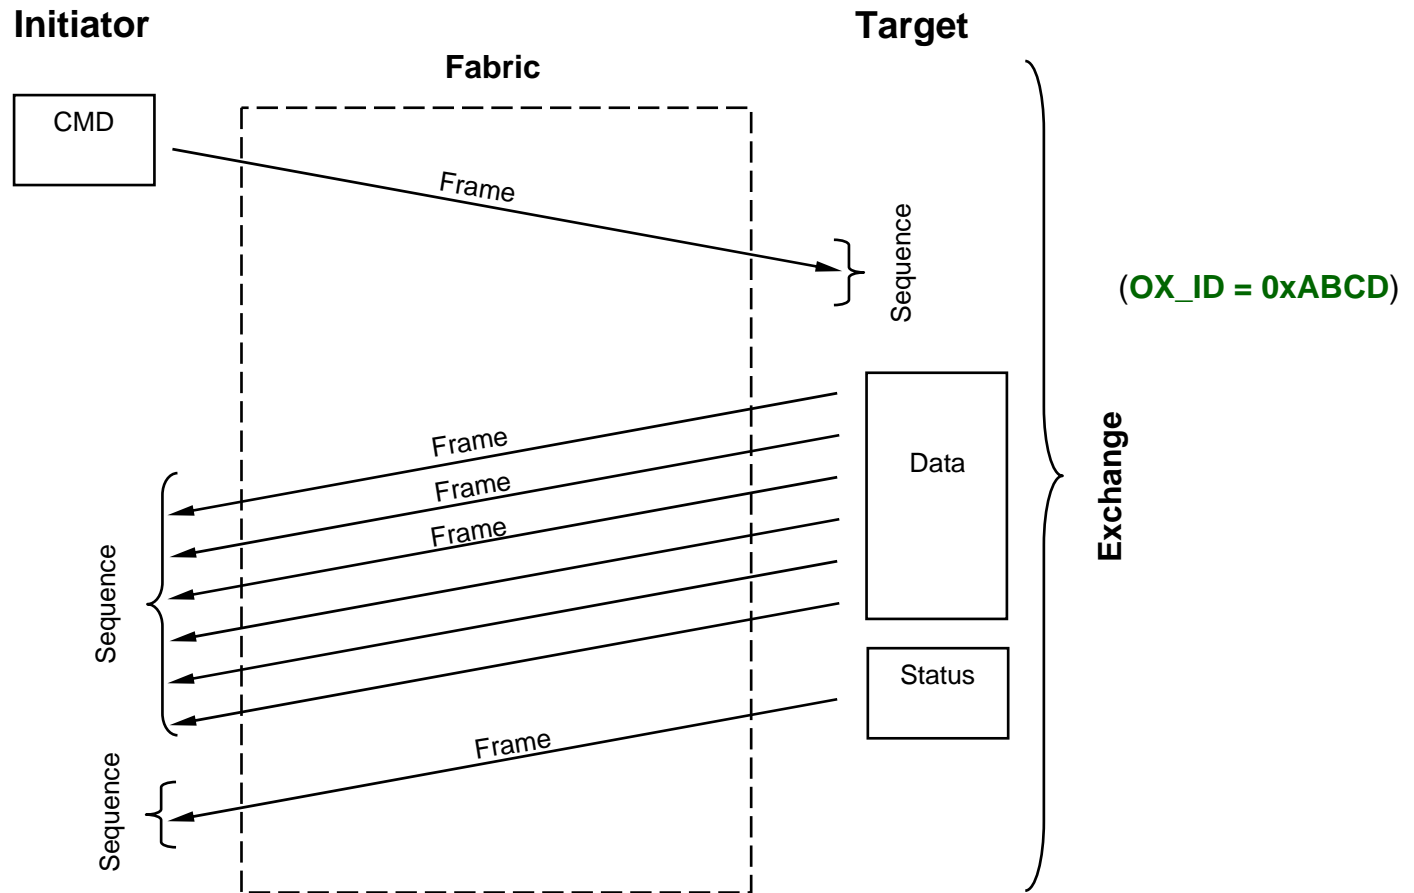 Initiator
Target
Fabric
CMD
Frame
Sequence
(OX_ID = 0xABCD)
Frame
Frame
Frame
Data
Exchange
Sequence
Status
Frame
Sequence